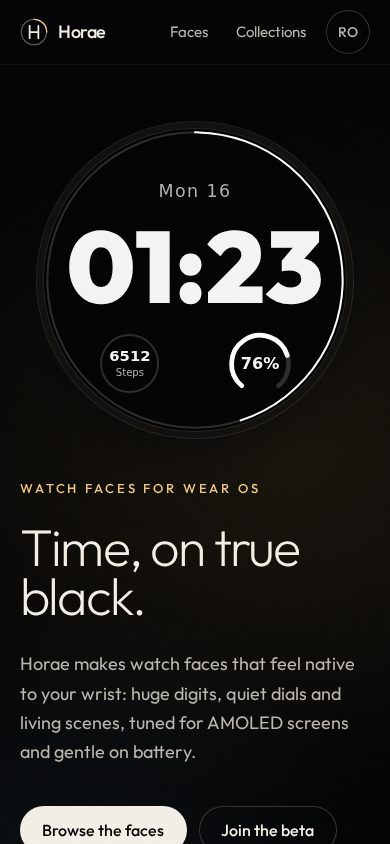 H Horae Faces Collections RO
Mon 16
01:23
6512
Steps
76%
WATCH FACES FOR WEAR OS
Time, on true
black.
Horae makes watch faces that feel native
to your wrist: huge digits, quiet dials and
living scenes, tuned for AMOLED screens
and gentle on battery.
Browse the faces Join the beta